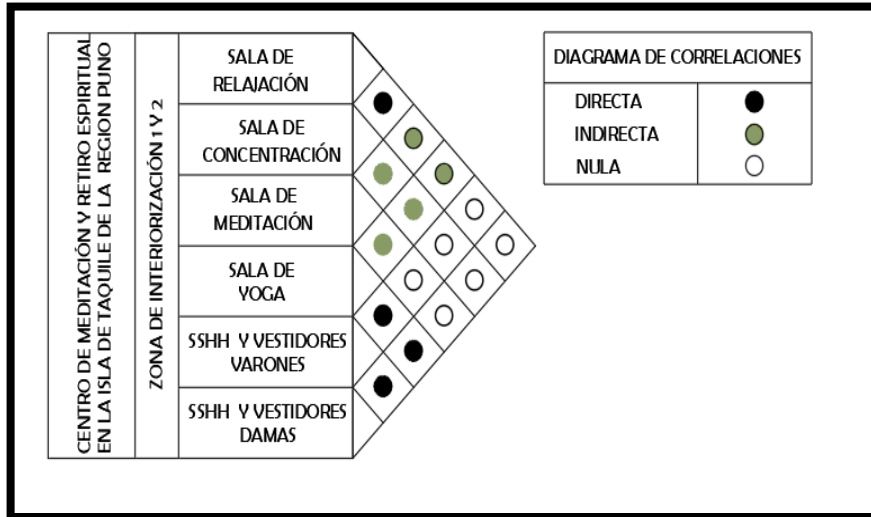 CENTRO DE MEDITACIÓN Y RETIRO ESPIRITUAL
EN LA ISLA DE TAQUILE DE LA REGION PUNO
ZONA DE INTERIORIZACIÓN 1 Y 2
SALA DE
RELAJACIÓN
SALA DE
CONCENTRACIÓN
SALA DE
MEDITACIÓN
SALA DE
YOGA
SSHH Y VESTIDORES
VARONES
SSHH Y VESTIDORES
DAMAS
DIAGRAMA DE CORRELACIONES
DIRECTA
INDIRECTA
NULA